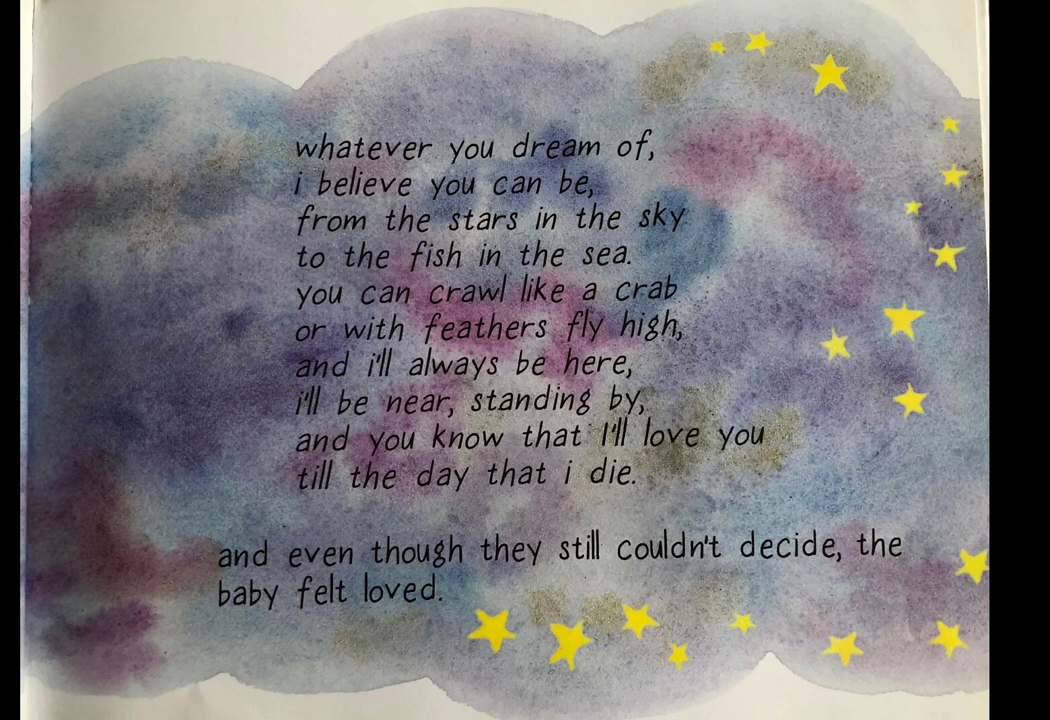 whatever you dream of,
i believe you can be,
from the stars in the sky
to the fish in the sea.
you can crawl like a crab
or with feathers fly high,
and i'll always be here,
i'll be near, standing by,
and you know that I'll love you
till the day that i die.
and even though they still couldn't decide, the
baby felt loved.